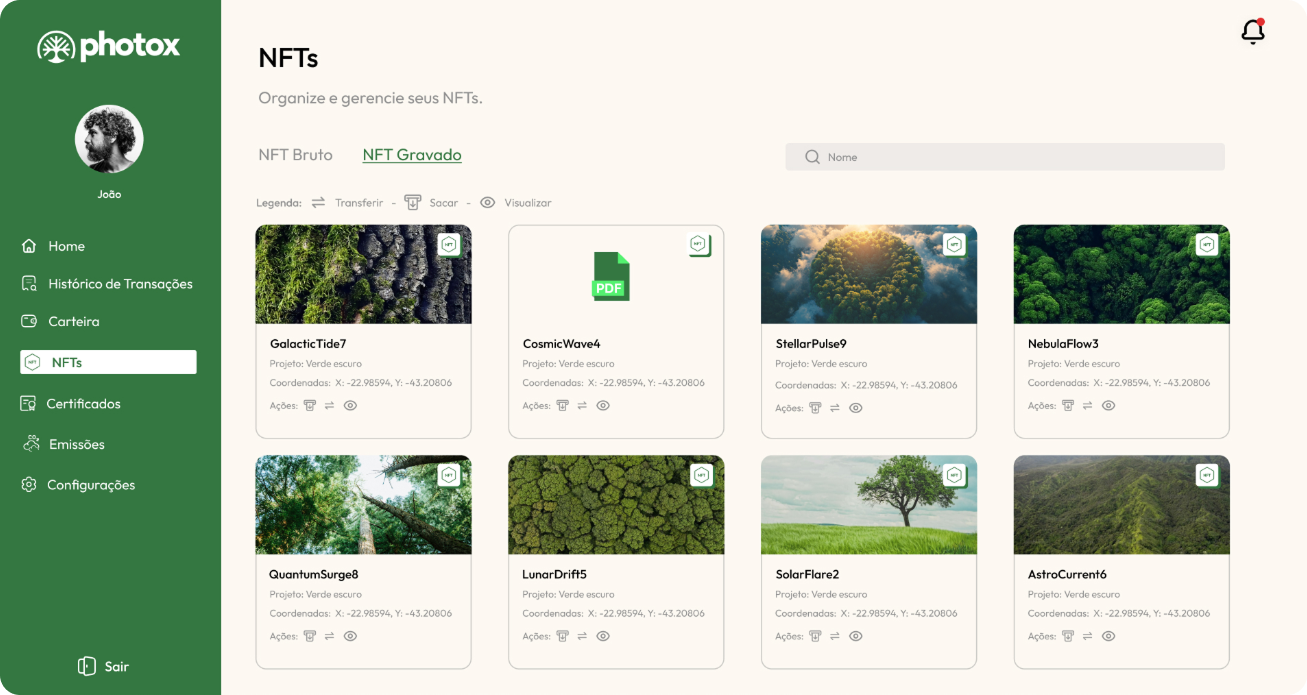 photox
NFTs
Organize e gerencie seus NFTs.
NFT Bruto NFT Gravado
Nome
João
Legenda: Transferir - Sacar - Visualizar
Home
Histórico de Transações
Carteira
NFT NFTs
Certificados
Emissões
Configurações
Sair
NFT
GalacticTide7
Projeto: Verde escuro
Coordenadas: X: -22.98594, Y: -43.20806
Ações:
NFT
PDF
CosmicWave4
Projeto: Verde escuro
Coordenadas: X: -22.98594, Y: -43.20806
Ações:
NFT
StellarPulse9
Projeto: Verde escuro
Coordenadas: X: -22.98594, Y: -43.20806
Ações:
NFT
NebulaFlow3
Projeto: Verde escuro
Coordenadas: X: -22.98594, Y: -43.20806
Ações:
NFT
QuantumSurge8
Projeto: Verde escuro
Coordenadas: X: -22.98594, Y: -43.20806
Ações:
NFT
LunarDrift5
Projeto: Verde escuro
Coordenadas: X: -22.98594, Y: -43.20806
Ações:
NFT
SolarFlare2
Projeto: Verde escuro
Coordenadas: X: -22.98594, Y: -43.20806
Ações:
NFT
AstroCurrent6
Projeto: Verde escuro
Coordenadas: X: -22.98594, Y: -43.20806
Ações: